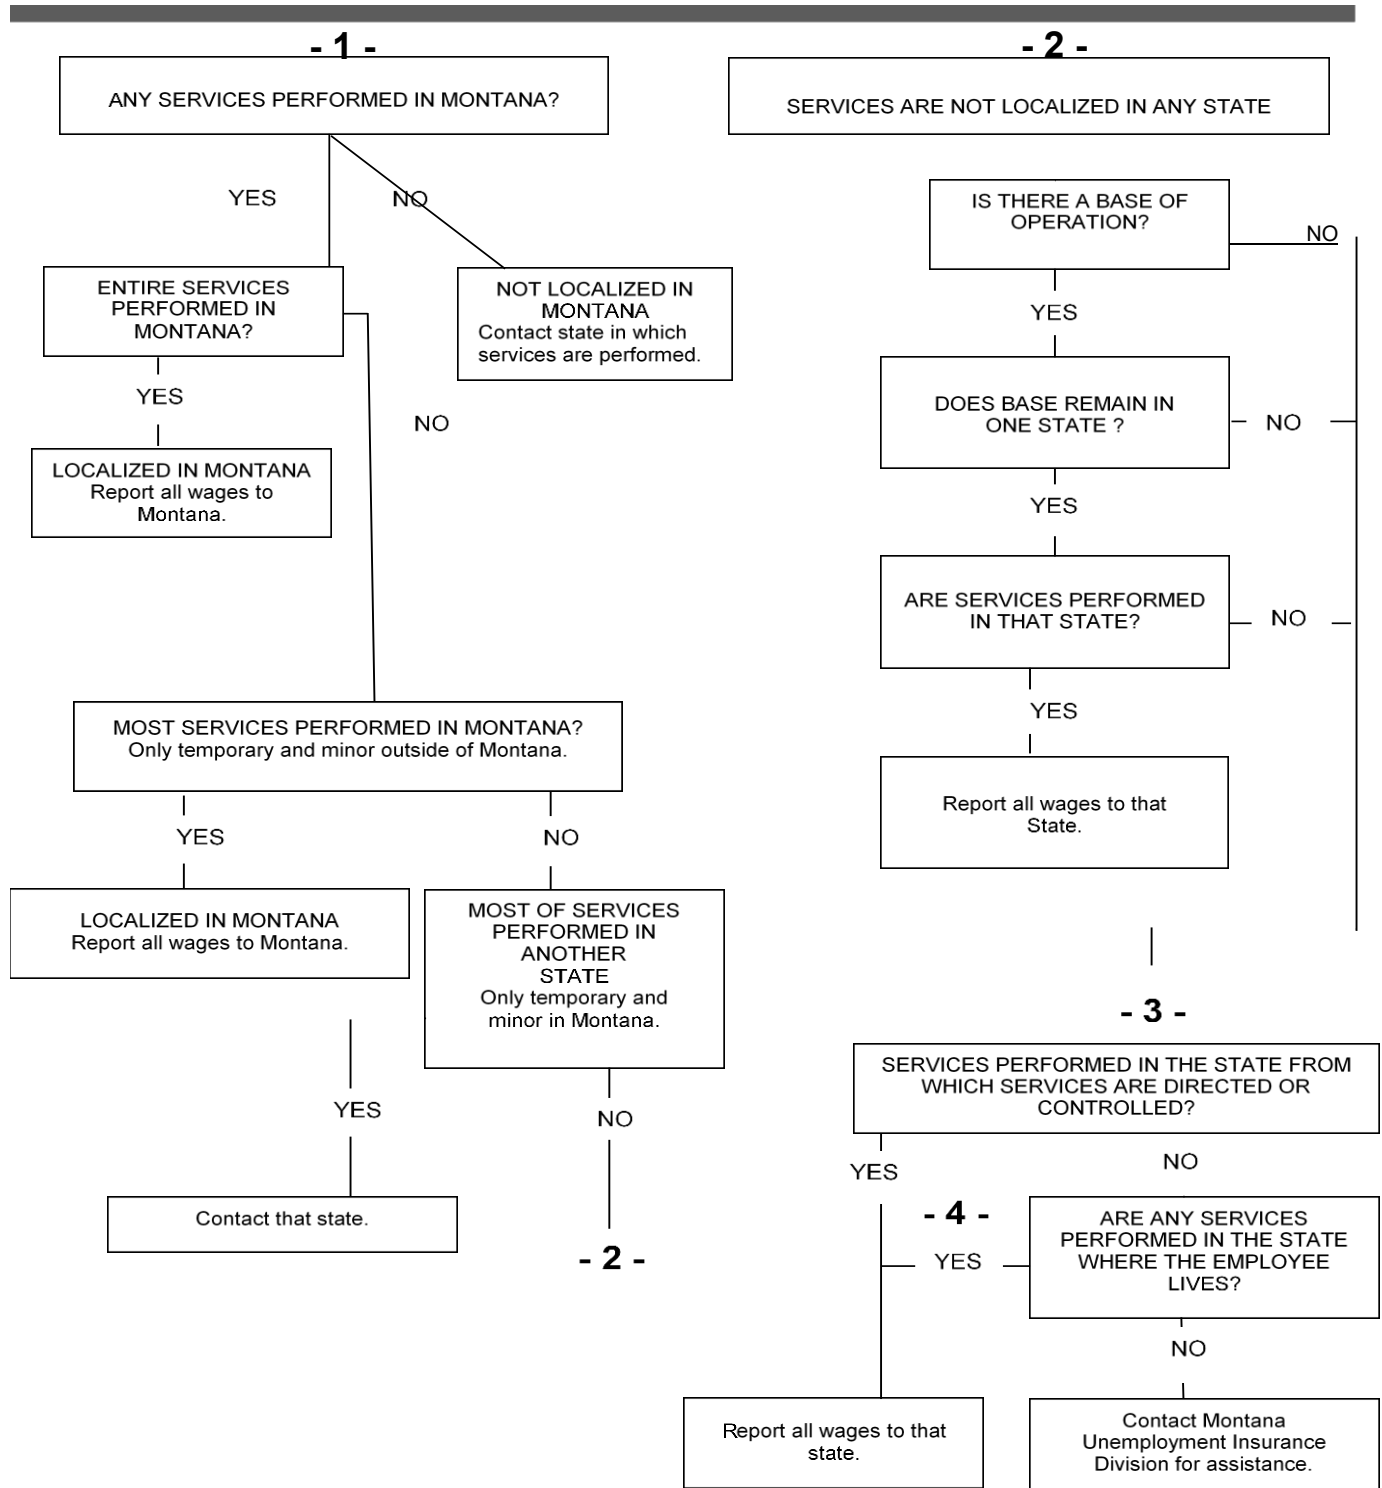 - 1 -
ANY SERVICES PERFORMED IN MONTANA?
YES
NO
ENTIRE SERVICES
PERFORMED IN
MONTANA?
NOT LOCALIZED IN
MONTANA
Contact state in which
services are performed.
YES
NO
LOCALIZED IN MONTANA
Report all wages to
Montana.
MOST SERVICES PERFORMED IN MONTANA?
Only temporary and minor outside of Montana.
YES
NO
LOCALIZED IN MONTANA
Report all wages to Montana.
MOST OF SERVICES
PERFORMED IN
ANOTHER
STATE
Only temporary and
minor in Montana.
YES
NO
Contact that state.
- 2 -
- 2 -
SERVICES ARE NOT LOCALIZED IN ANY STATE
IS THERE A BASE OF
OPERATION?
NO
YES
DOES BASE REMAIN IN
ONE STATE ?
NO
YES
ARE SERVICES PERFORMED
IN THAT STATE?
NO
YES
Report all wages to that
State.
- 3 -
SERVICES PERFORMED IN THE STATE FROM
WHICH SERVICES ARE DIRECTED OR
CONTROLLED?
YES
NO
- 4 -
ARE ANY SERVICES
PERFORMED IN THE STATE
WHERE THE EMPLOYEE
LIVES?
YES
NO
Report all wages to that
state.
Contact Montana
Unemployment Insurance
Division for assistance.